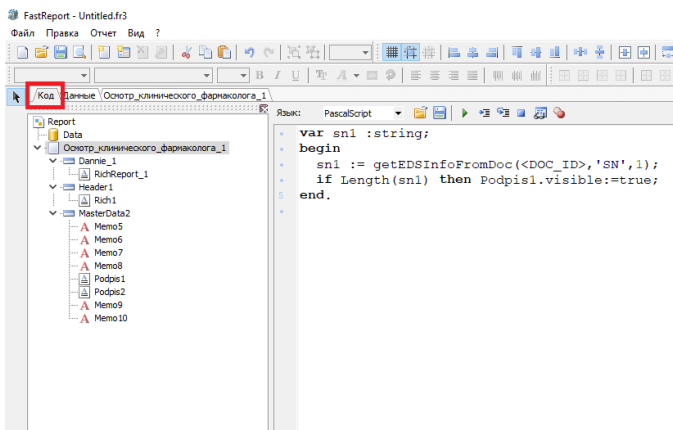 FastReport - Untitled.fr3
Файл Правка Отчет Вид ?
Код Данные Осмотр_клинического_фармаколога_1
Report
Data
Осмотр_клинического_фармаколога_1
Dannie_1
RichReport_1
Header1
Rich1
MasterData2
Memo5
Memo6
Memo7
Memo8
Podpis1
Podpis2
Memo9
Memo10
Язык: PascalScript
var sn1 :string;
begin
sn1 := getEDSInfoFromDoc(<DOC_ID>,'SN',1);
if Length(sn1) then Podpis1.visible:=true;
5 end.